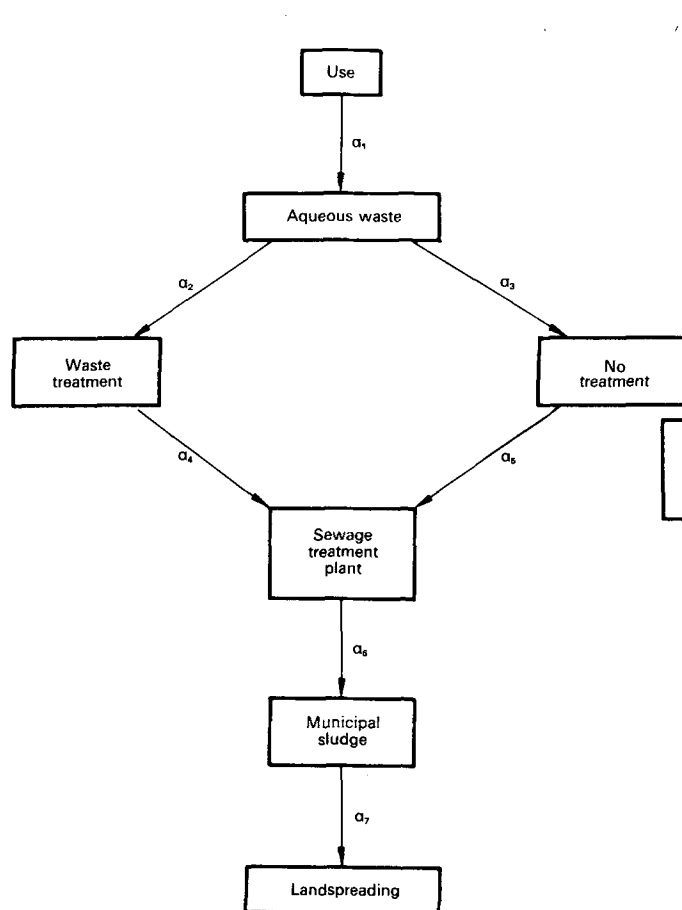 Use
α₁
Aqueous waste
α₂
α₃
Waste
treatment
No
treatment
α₄
α₅
Sewage
treatment
plant
α₆
Municipal
sludge
α₇
Landspreading